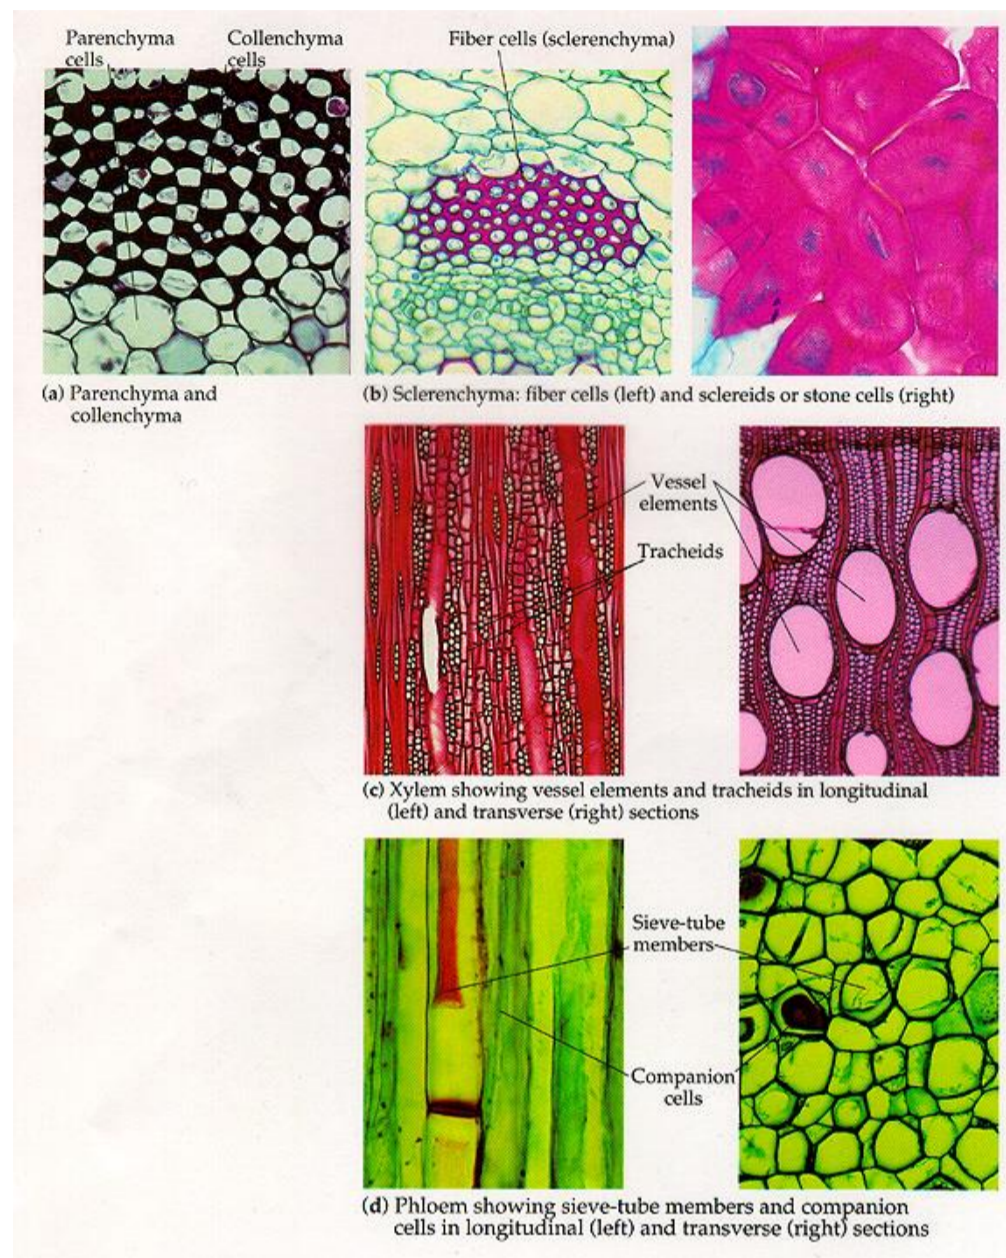 Parenchyma
cells
Collenchyma
cells
Fiber cells (sclerenchyma)
(a) Parenchyma and
collenchyma
(b) Sclerenchyma: fiber cells (left) and sclereids or stone cells (right)
Vessel
elements
Tracheids
(c) Xylem showing vessel elements and tracheids in longitudinal
(left) and transverse (right) sections
Sieve-tube
members
Companion
cells
(d) Phloem showing sieve-tube members and companion
cells in longitudinal (left) and transverse (right) sections